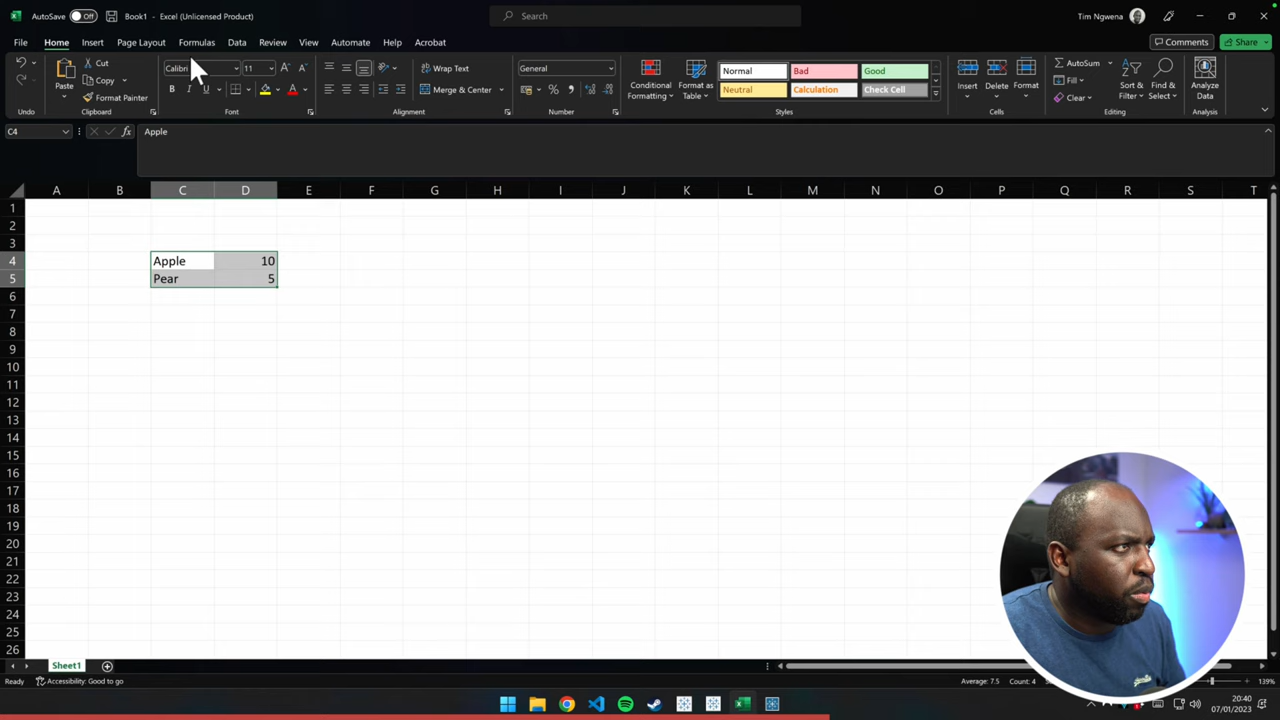 AutoSave Off Book1 - Excel (Unlicensed Product) Search Tim Ngwena
File Home Insert Page Layout Formulas Data Review View Automate Help Acrobat Comments Share
Cut Calibri 11 Wrap Text General Normal Bad Good AutoSum
Paste Copy Conditional Format as Insert Delete Format Fill Sort & Find & Analyze
Format Painter B I U Merge & Center Formatting Table Neutral Calculation Check Cell Clear Filter Select Data
Undo Clipboard Font Alignment Number Styles Cells Editing Analysis
C4 fx Apple
A B C D E F G H I J K L M N O P Q R S T
1
2
3
4 Apple 10
5 Pear 5
6
7
8
9
10
11
12
13
14
15
16
17
18
19
20
21
22
23
24
25
26
Sheet1
Ready Accessibility: Good to go Average: 7.5 Count: 4 139%
20:40
07/01/2023